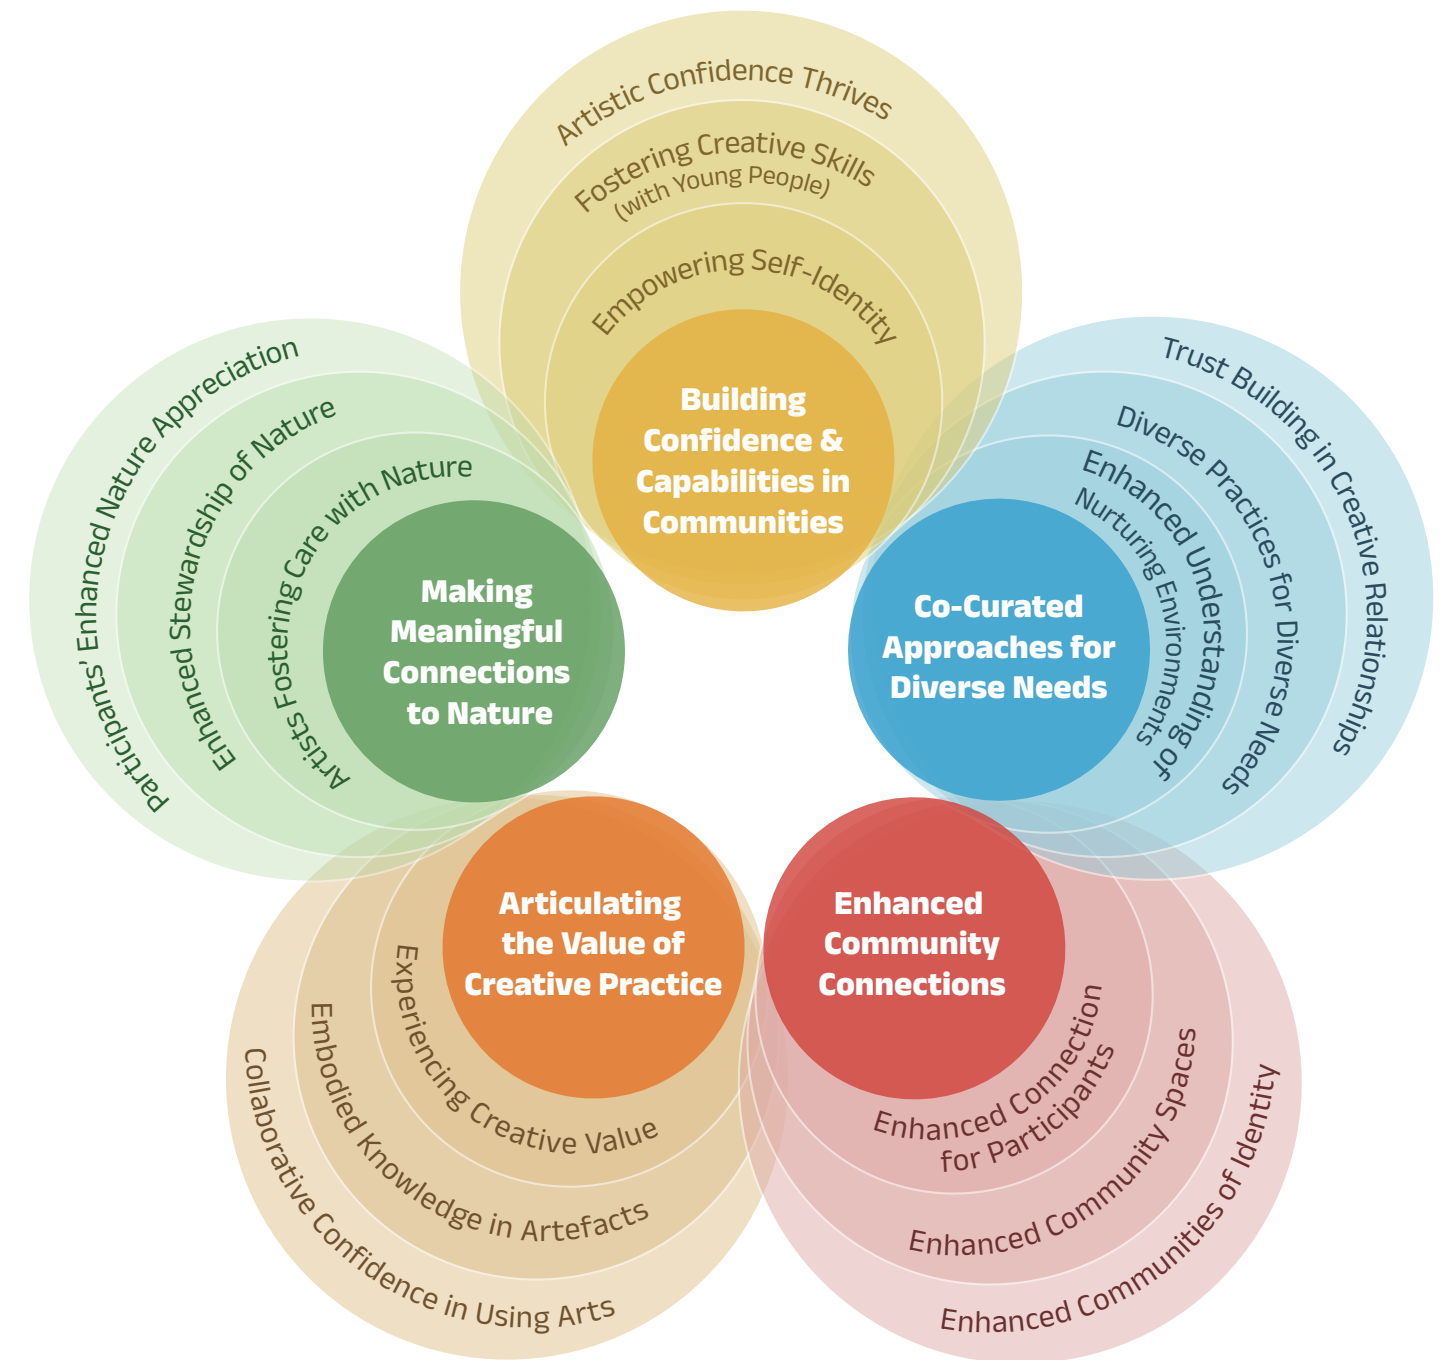 Artistic Confidence Thrives
Fostering Creative Skills
(with Young People)
Empowering Self-Identity
Building
Confidence &
Capabilities in
Communities
Trust Building in Creative Relationships
Diverse Practices for Diverse Needs
Enhanced Understanding of
Nurturing Environments
Co-Curated
Approaches for
Diverse Needs
Enhanced
Community
Connections
Enhanced Connection
for Participants
Enhanced Community Spaces
Enhanced Communities of Identity
Articulating
the Value of
Creative Practice
Experiencing Creative Value
Embodied Knowledge in Artefacts
Collaborative Confidence in Using Arts
Participants’ Enhanced Nature Appreciation
Enhanced Stewardship of Nature
Artists Fostering Care with Nature
Making
Meaningful
Connections
to Nature